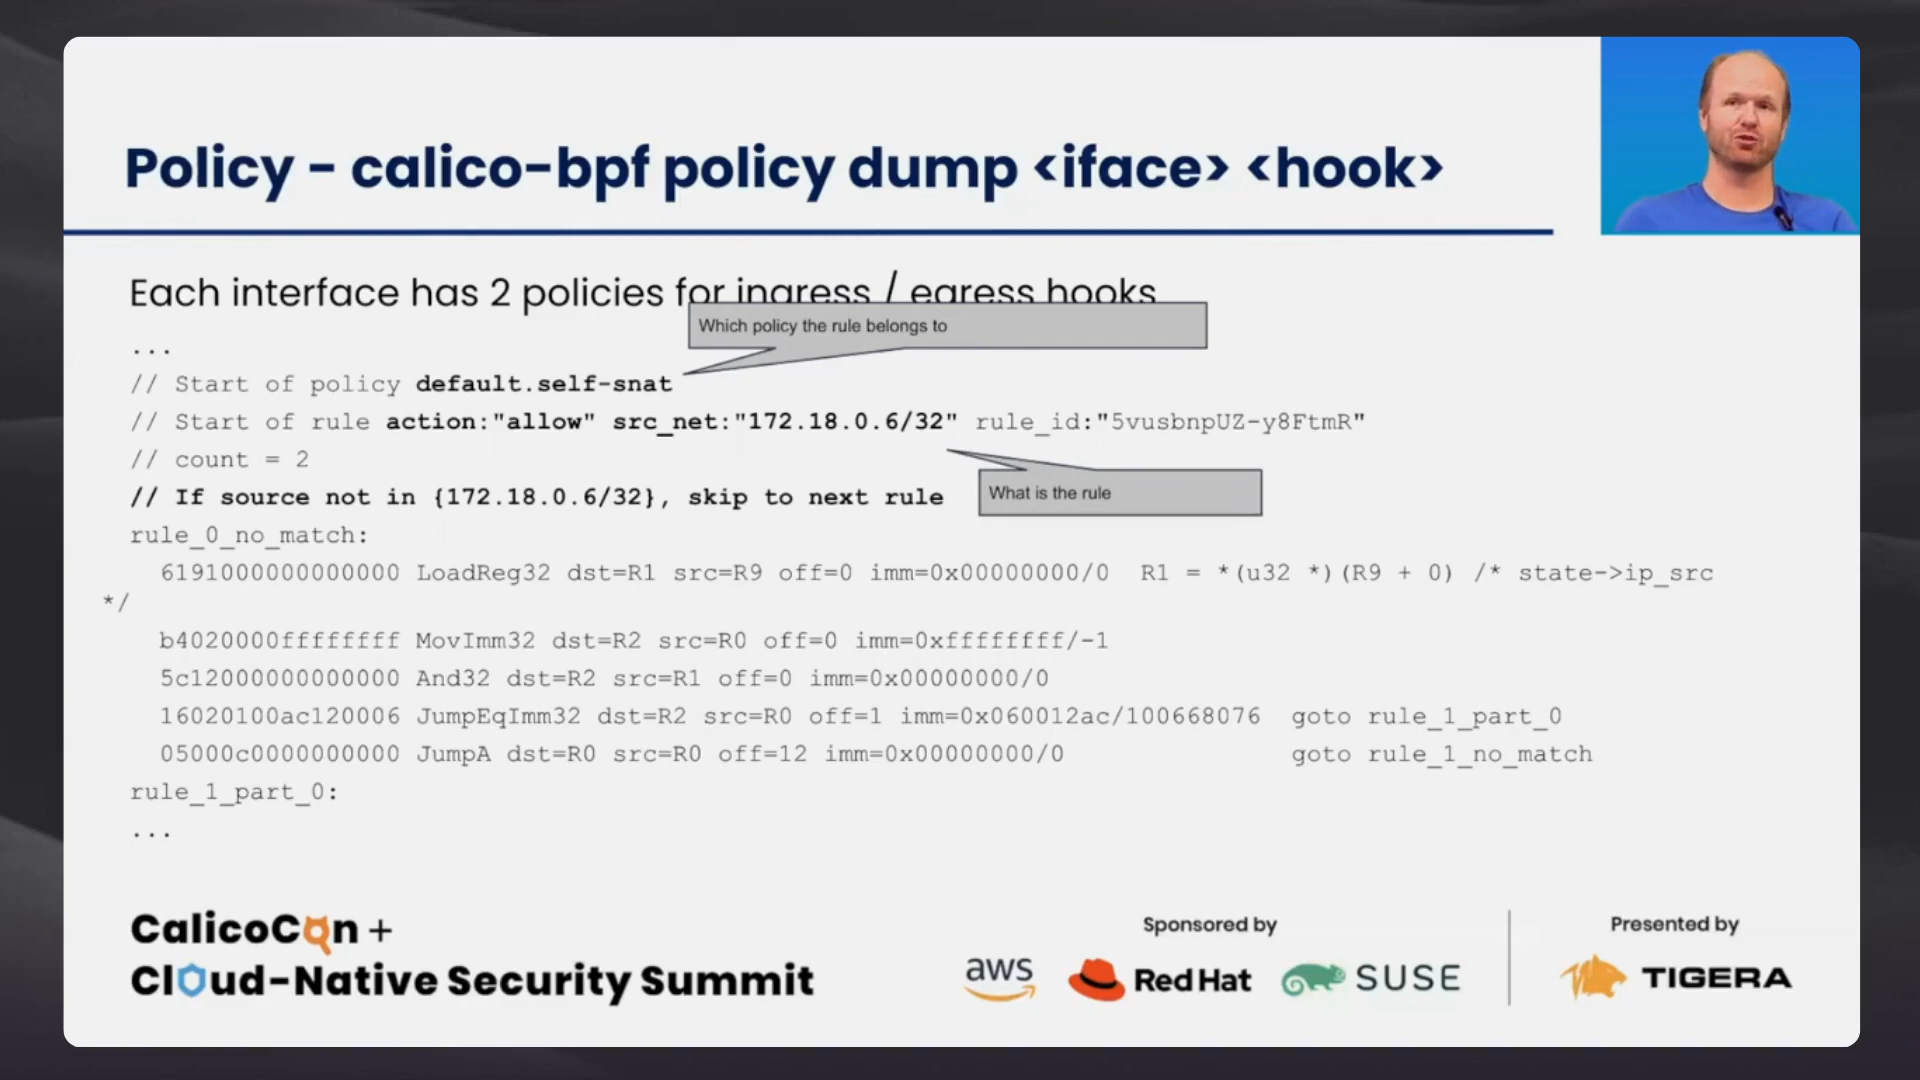 Policy - calico-bpf policy dump <iface> <hook>
Each interface has 2 policies for ingress / egress hooks
Which policy the rule belongs to
...
// Start of policy default.self-snat
// Start of rule action:"allow" src_net:"172.18.0.6/32" rule_id:"5vusbnpUZ-y8FtmR"
// count = 2
// If source not in {172.18.0.6/32}, skip to next rule
What is the rule
rule_0_no_match:
6191000000000000 LoadReg32 dst=R1 src=R9 off=0 imm=0x00000000/0 R1 = *(u32 *)(R9 + 0) /* state->ip_src
*/
b4020000ffffffff MovImm32 dst=R2 src=R0 off=0 imm=0xffffffff/-1
5c12000000000000 And32 dst=R2 src=R1 off=0 imm=0x00000000/0
16020100ac120006 JumpEqImm32 dst=R2 src=R0 off=1 imm=0x060012ac/100668076 goto rule_1_part_0
05000c0000000000 JumpA dst=R0 src=R0 off=12 imm=0x00000000/0 goto rule_1_no_match
rule_1_part_0:
...
CalicoCon +
Cloud-Native Security Summit
Sponsored by
aws
Red Hat
SUSE
Presented by
TIGERA